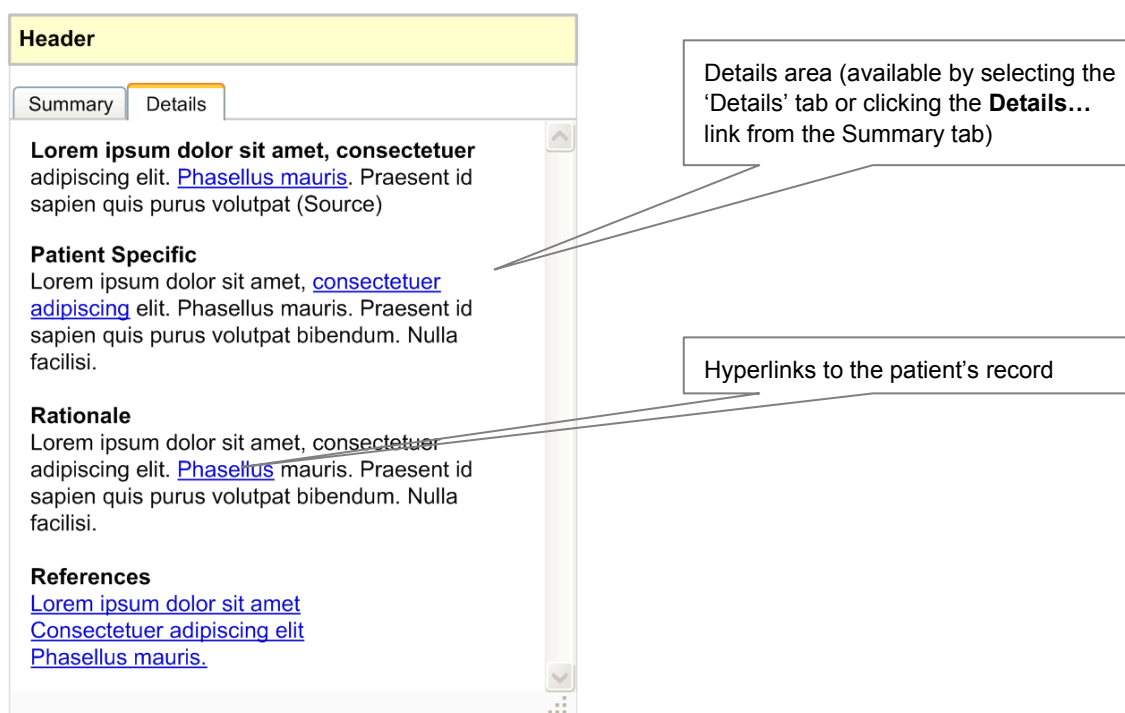 Header
Summary
Details
Lorem ipsum dolor sit amet, consectetuer
adipiscing elit. Phasellus mauris. Praesent id
sapien quis purus volutpat (Source)
Patient Specific
Lorem ipsum dolor sit amet, consectetuer
adipiscing elit. Phasellus mauris. Praesent id
sapien quis purus volutpat bibendum. Nulla
facilisi.
Rationale
Lorem ipsum dolor sit amet, consectetuer
adipiscing elit. Phasellus mauris. Praesent id
sapien quis purus volutpat bibendum. Nulla
facilisi.
References
Lorem ipsum dolor sit amet
Consectetuer adipiscing elit
Phasellus mauris.
Details area (available by selecting the
‘Details’ tab or clicking the Details…
link from the Summary tab)
Hyperlinks to the patient’s record